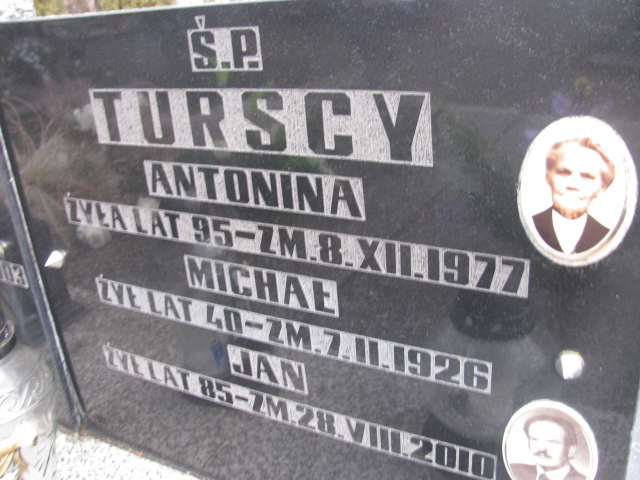 Ś.P.
TURSCY
ANTONINA
ŻYŁA LAT 95-ZM.8.XII.1977
MICHAŁ
ŻYŁ LAT 40-ZM.7.II.1926
JAN
ŻYŁ LAT 85-ZM.28.VIII.2010
003